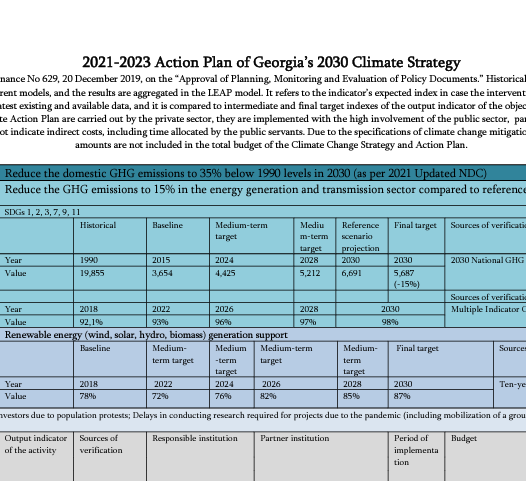 2021-2023 Action Plan of Georgia's 2030 Climate Strategy
nance No 629, 20 December 2019, on the “Approval of Planning, Monitoring and Evaluation of Policy Documents.” Historical
rent models, and the results are aggregated in the LEAP model. It refers to the indicator's expected index in case the intervent
atest existing and available data, and it is compared to intermediate and final target indexes of the output indicator of the objec
te Action Plan are carried out by the private sector, they are implemented with the high involvement of the public sector, par
ot indicate indirect costs, including time allocated by the public servants. Due to the specifications of climate change mitigatio
amounts are not included in the total budget of the Climate Change Strategy and Action Plan.
Reduce the domestic GHG emissions to 35% below 1990 levels in 2030 (as per 2021 Updated NDC)
Reduce the GHG emissions to 15% in the energy generation and transmission sector compared to reference
SDGs 1, 2, 3, 7, 9, 11
Historical Baseline Medium-term target Mediu m-term target Reference scenario projection Final target Sources of verificati
Year 1990 2015 2024 2028 2030 2030 2030 National GHG
Value 19,855 3,654 4,425 5,212 6,691 5,687 (-15%)
Sources of verificatio
Year 2018 2022 2026 2028 2030 Multiple Indicator C
Value 92,1% 93% 96% 97% 98%
Renewable energy (wind, solar, hydro, biomass) generation support
Baseline Medium-term target Medium -term target Medium-term target Medium-term target Final target Sources
Year 2018 2022 2024 2026 2028 2030 Ten-ye
Value 78% 72% 76% 82% 85% 87%
nvestors due to population protests; Delays in conducting research required for projects due to the pandemic (including mobilization of a grou
Output indicator of the activity Sources of verification Responsible institution Partner institution Period of implementa tion Budget